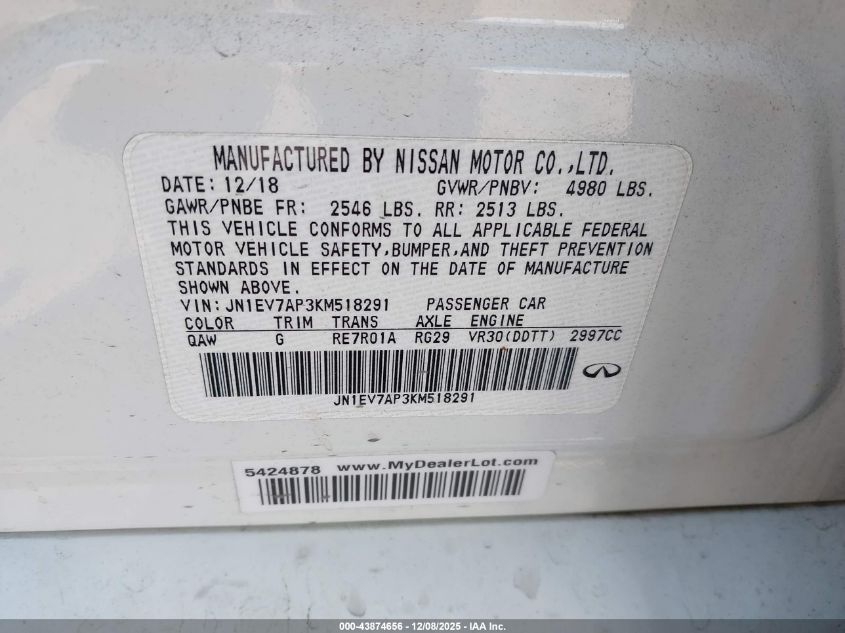 MANUFACTURED BY NISSAN MOTOR CO.,LTD.
DATE: 12/18 GVWR/PNBV: 4980 LBS.
GAWR/PNBE FR: 2546 LBS. RR: 2513 LBS.
THIS VEHICLE CONFORMS TO ALL APPLICABLE FEDERAL
MOTOR VEHICLE SAFETY,BUMPER,AND THEFT PREVENTION
STANDARDS IN EFFECT ON THE DATE OF MANUFACTURE
SHOWN ABOVE.
VIN: JN1EV7AP3KM518291 PASSENGER CAR
COLOR TRIM TRANS AXLE ENGINE
QAW G RE7R01A RG29 VR30(DDTT) 2997CC
JN1EV7AP3KM518291
5424878 www.MyDealerLot.com
000-43874656 - 12/08/2025 - IAA Inc.